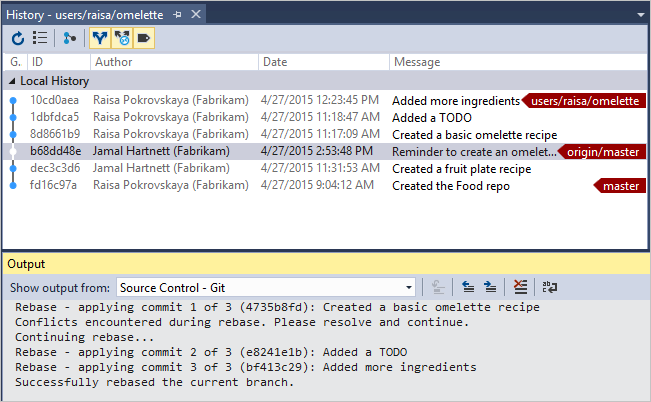 History - users/raisa/omelette
G. ID Author Date Message
Local History
10cd0aea Raisa Pokrovskaya (Fabrikam) 4/27/2015 12:23:45 PM Added more ingredients users/raisa/omelette
1dbfdca5 Raisa Pokrovskaya (Fabrikam) 4/27/2015 11:18:47 AM Added a TODO
8d8661b9 Raisa Pokrovskaya (Fabrikam) 4/27/2015 11:17:09 AM Created a basic omelette recipe
b68dd48e Jamal Hartnett (Fabrikam) 4/27/2015 2:53:48 PM Reminder to create an omelet... origin/master
dec3c3d6 Jamal Hartnett (Fabrikam) 4/27/2015 11:31:53 AM Created a fruit plate recipe
fd16c97a Raisa Pokrovskaya (Fabrikam) 4/27/2015 9:04:12 AM Created the Food repo master
Output
Show output from: Source Control - Git
Rebase - applying commit 1 of 3 (4735b8fd): Created a basic omelette recipe
Conflicts encountered during rebase. Please resolve and continue.
Continuing rebase...
Rebase - applying commit 2 of 3 (e8241e1b): Added a TODO
Rebase - applying commit 3 of 3 (bf413c29): Added more ingredients
Successfully rebased the current branch.